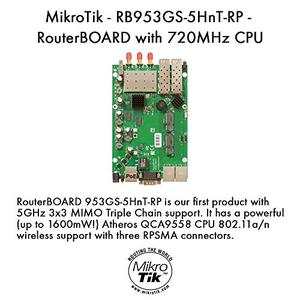 MikroTik - RB953GS-5HnT-RP -
RouterBOARD with 720MHz CPU
PoE
RouterBOARD 953GS-5HnT-RP is our first product with
5GHz 3x3 MIMO Triple Chain support. It has a powerful
(up to 1600mW!) Atheros QCA9558 CPU 802.11a/n
wireless support with three RPSMA connectors.
ROUTING THE WORLD
Mikro
Tik
www.mikrotik.com